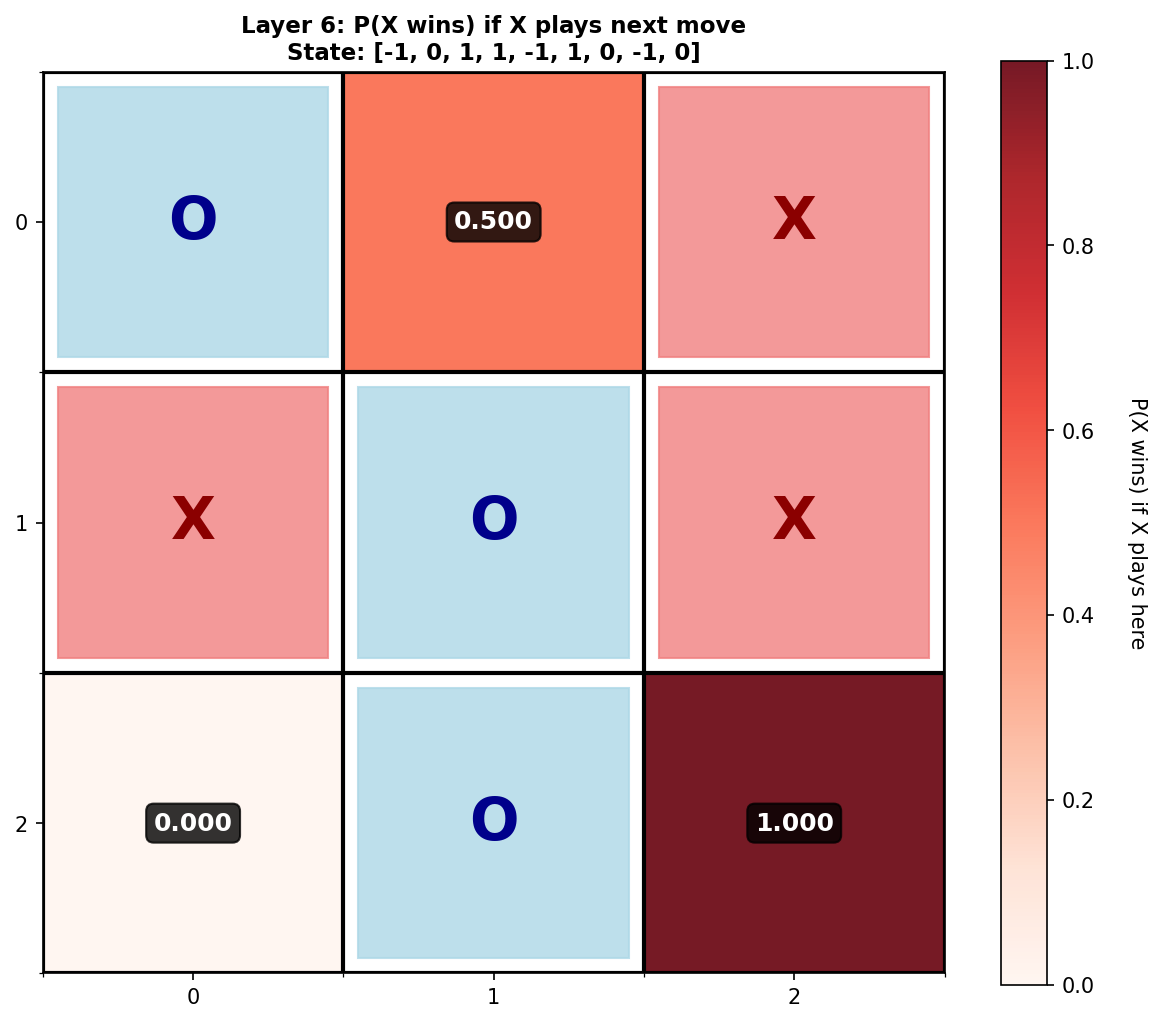 Layer 6: P(X wins) if X plays next move
State: [-1, 0, 1, 1, -1, 1, 0, -1, 0]
O
0.500
X
X
O
X
0.000
O
1.000
0
1
2
0
1
2
1.0
0.8
0.6
0.4
0.2
0.0
P(X wins) if X plays here